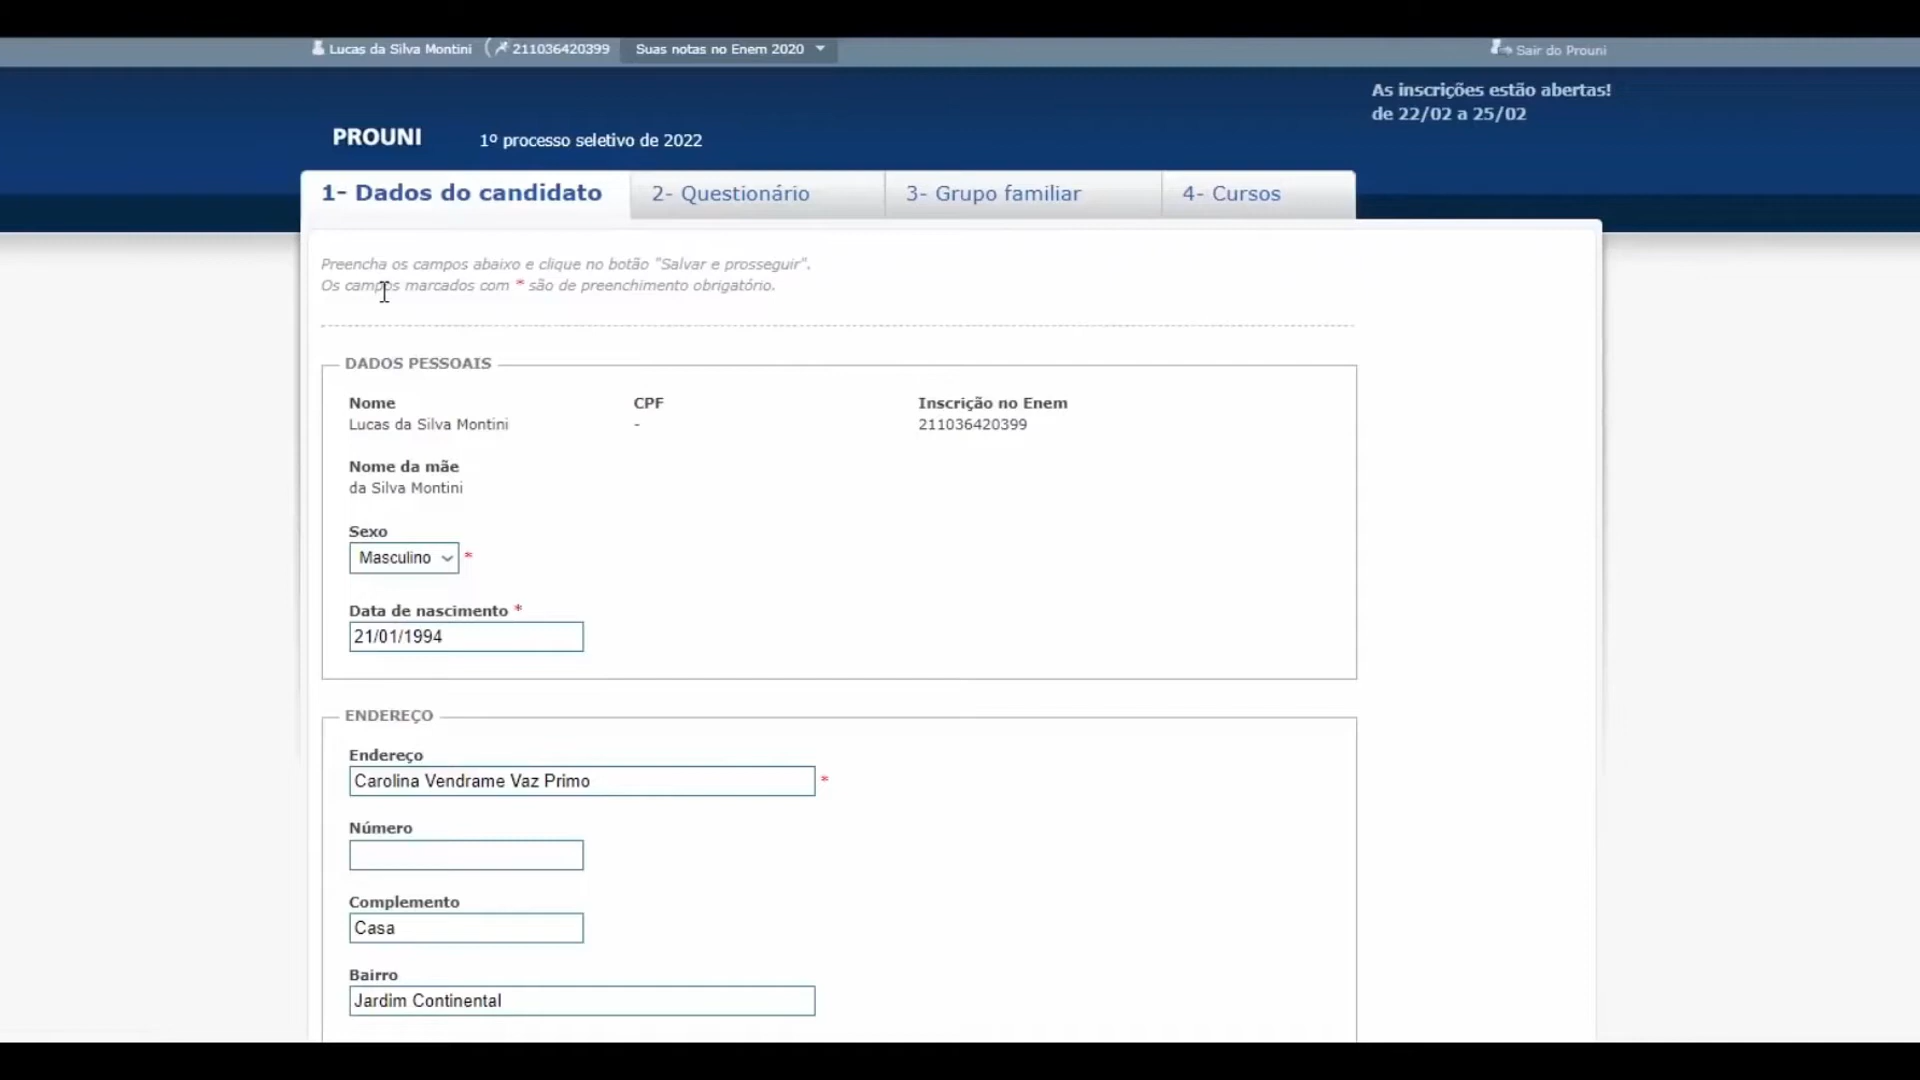 Lucas da Silva Montini 211036420399 Suas notas no Enem 2020 Sair do Prouni
As inscrições estão abertas!
de 22/02 a 25/02
PROUNI 1º processo seletivo de 2022
1- Dados do candidato 2- Questionário 3- Grupo familiar 4- Cursos
Preencha os campos abaixo e clique no botão "Salvar e prosseguir".
Os campos marcados com * são de preenchimento obrigatório.
DADOS PESSOAIS
Nome CPF Inscrição no Enem
Lucas da Silva Montini - 211036420399
Nome da mãe
da Silva Montini
Sexo
Masculino *
Data de nascimento *
21/01/1994
ENDEREÇO
Endereço
Carolina Vendrame Vaz Primo *
Número
Complemento
Casa
Bairro
Jardim Continental